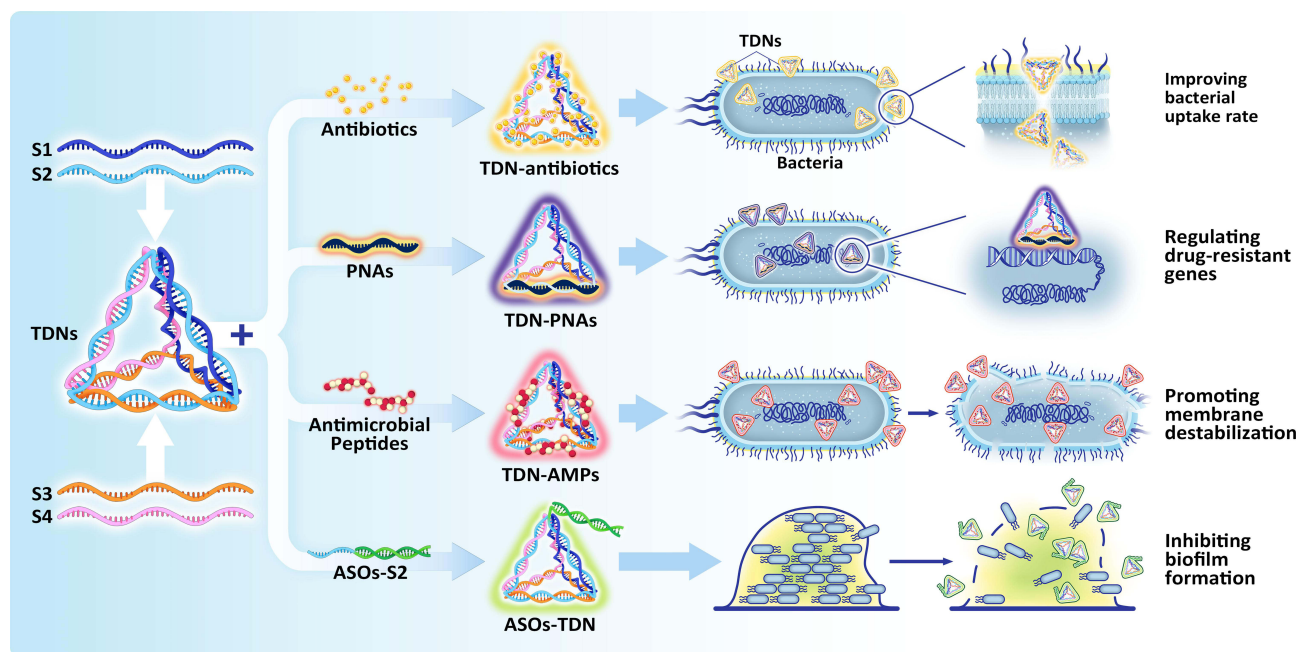 S1
S2
TDNs
+
S3
S4
Antibiotics
TDN-antibiotics
TDNs
Bacteria
Improving
bacterial
uptake rate
PNAs
TDN-PNAs
Regulating
drug-resistant
genes
Antimicrobial
Peptides
TDN-AMPs
Promoting
membrane
destabilization
ASOs-S2
ASOs-TDN
Inhibiting
biofilm
formation